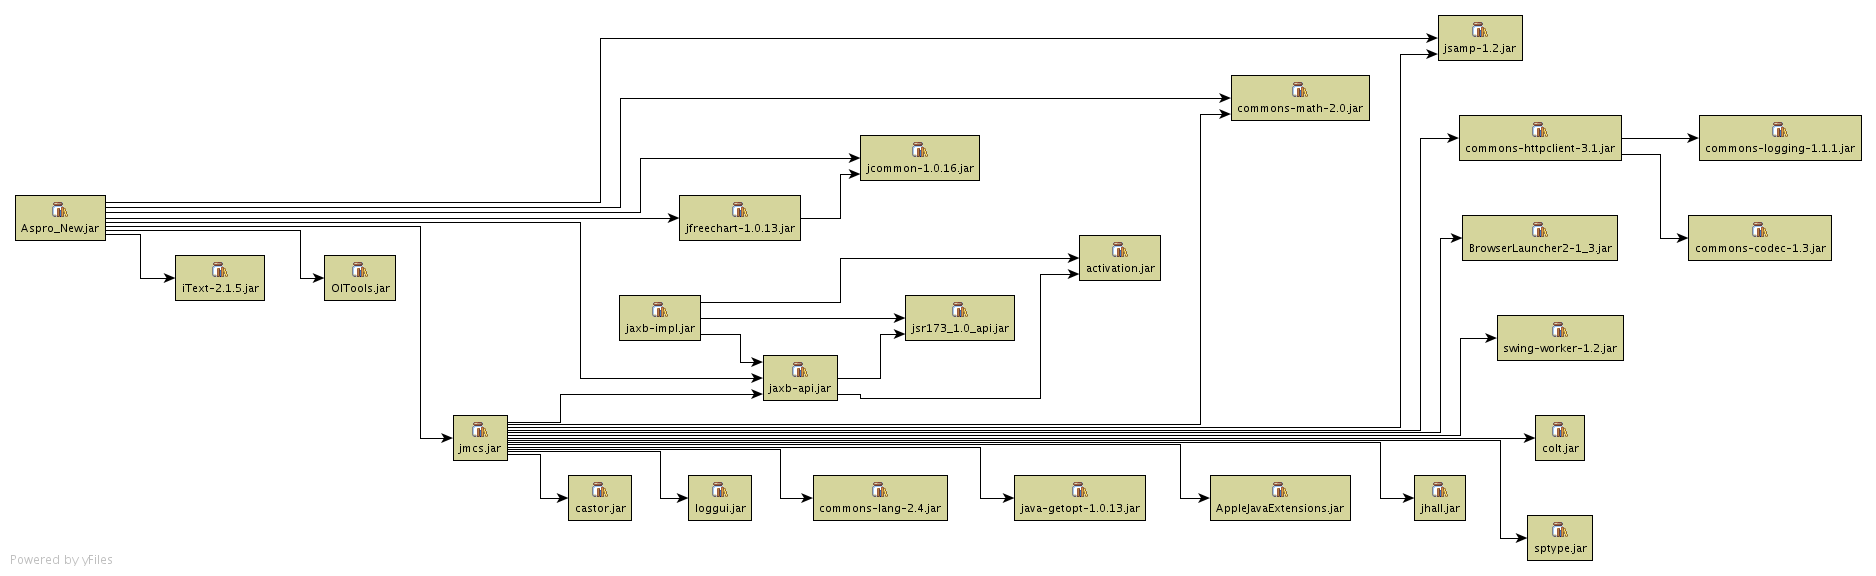 jsamp-1.2.jar
commons-math-2.0.jar
commons-httpclient-3.1.jar
commons-logging-1.1.1.jar
jcommon-1.0.16.jar
Aspro_New.jar
jfreechart-1.0.13.jar
BrowserLauncher2-1_3.jar
commons-codec-1.3.jar
activation.jar
iText-2.1.5.jar
OITools.jar
jaxb-impl.jar
jsr173_1.0_api.jar
swing-worker-1.2.jar
jaxb-api.jar
jmcs.jar
colt.jar
castor.jar
loggui.jar
commons-lang-2.4.jar
java-getopt-1.0.13.jar
AppleJavaExtensions.jar
jhall.jar
sptype.jar
Powered by yFiles